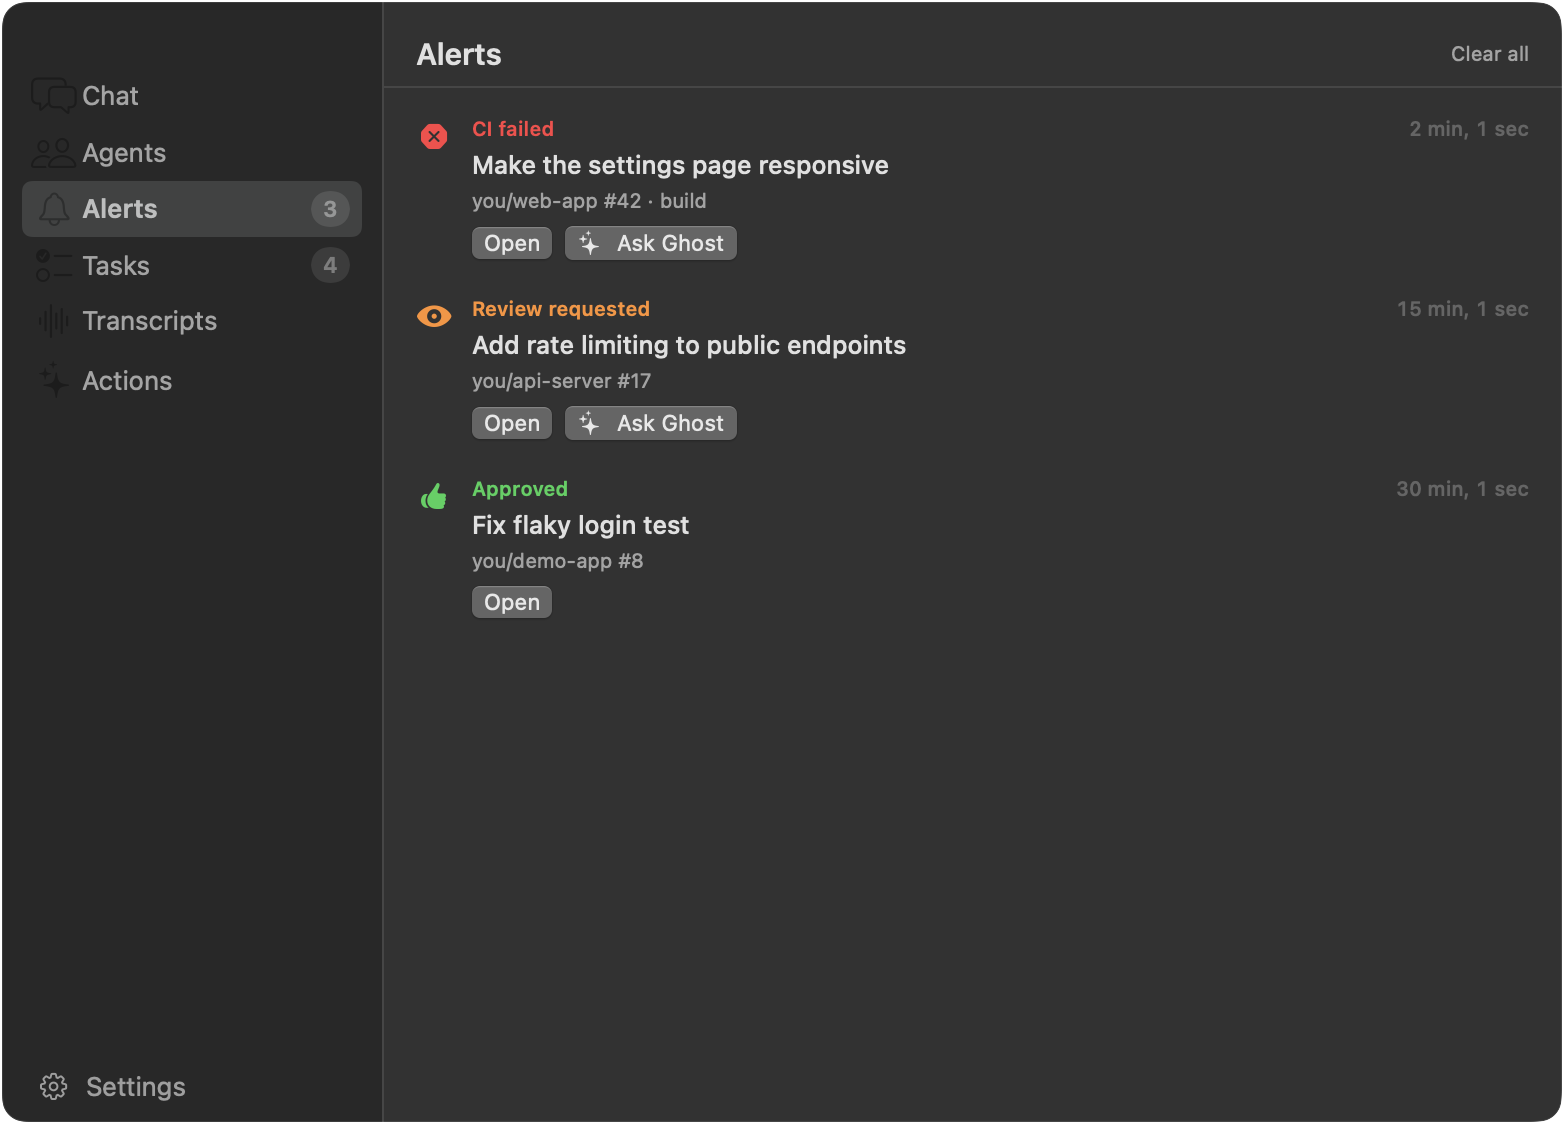 Chat
Agents
Alerts 3
Tasks 4
Transcripts
Actions
Settings
Alerts
Clear all
CI failed
2 min, 1 sec
Make the settings page responsive
you/web-app #42 · build
Open
Ask Ghost
Review requested
15 min, 1 sec
Add rate limiting to public endpoints
you/api-server #17
Open
Ask Ghost
Approved
30 min, 1 sec
Fix flaky login test
you/demo-app #8
Open